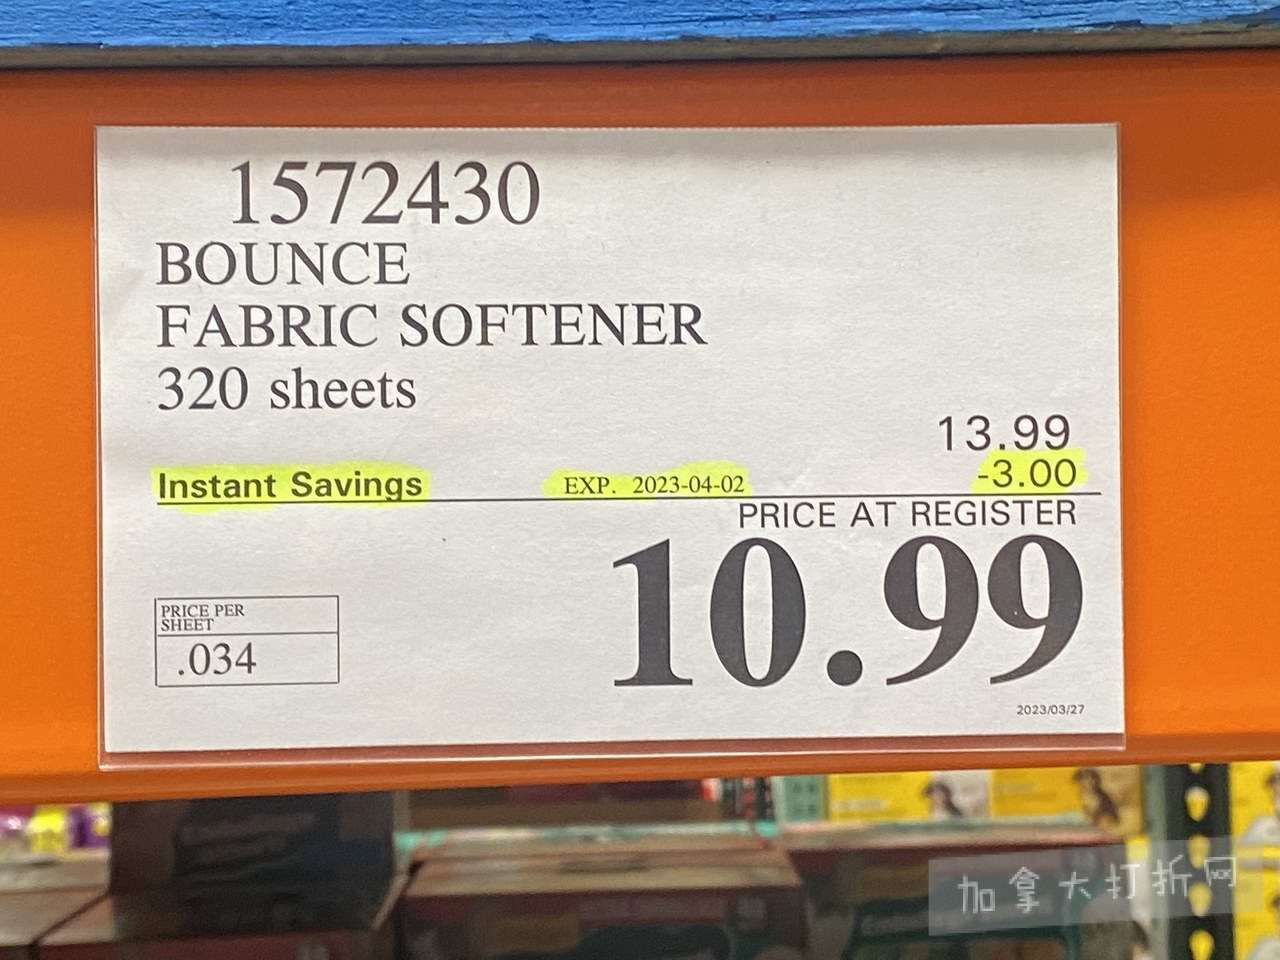 1572430
BOUNCE
FABRIC SOFTENER
320 sheets
13.99
Instant Savings EXP. 2023-04-02 -3.00
PRICE AT REGISTER
10.99
PRICE PER
SHEET
.034
2023/03/27
加拿大打折网